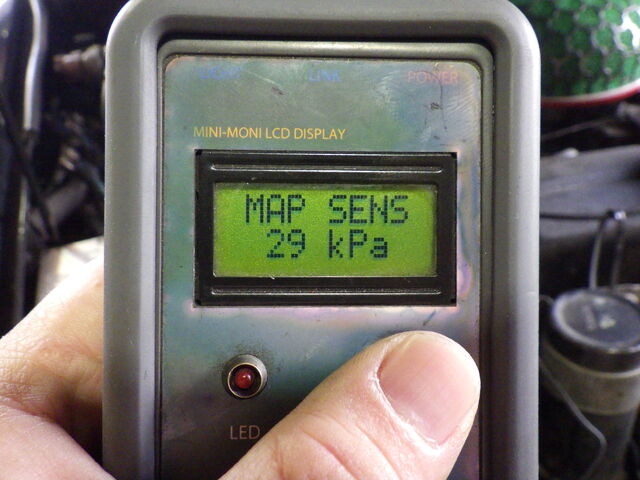 LIGHT LINK POWER
MINI-MONI LCD DISPLAY
MAP SENS
29 kPa
LED